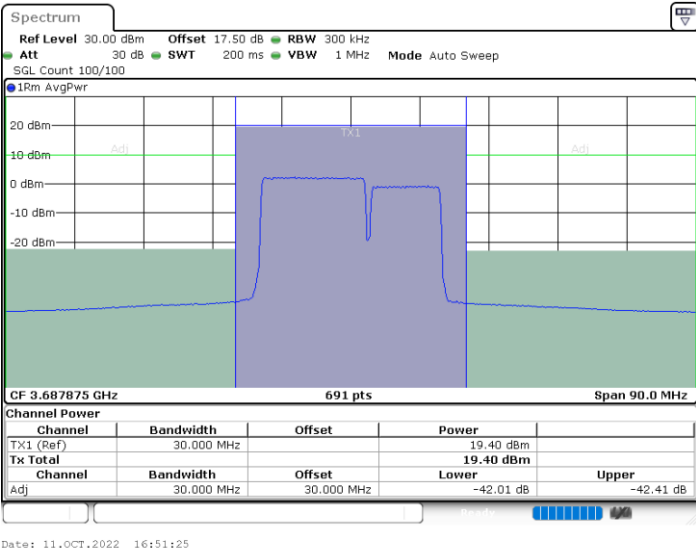 Spectrum
Ref Level 30.00 dBm Offset 17.50 dB RBW 300 kHz
Att 30 dB SWT 200 ms VBW 1 MHz Mode Auto Sweep
SGL Count 100/100
1Rm AvgPwr
20 dBm
TX1
10 dBm Adj Adj
0 dBm
-10 dBm
-20 dBm
CF 3.687875 GHz 691 pts Span 90.0 MHz
Channel Power
Channel Bandwidth Offset Power
TX1 (Ref) 30.000 MHz 19.40 dBm
Tx Total 19.40 dBm
Channel Bandwidth Offset Lower Upper
Adj 30.000 MHz 30.000 MHz -42.01 dB -42.41 dB
Ready
Date: 11.OCT.2022 16:51:25